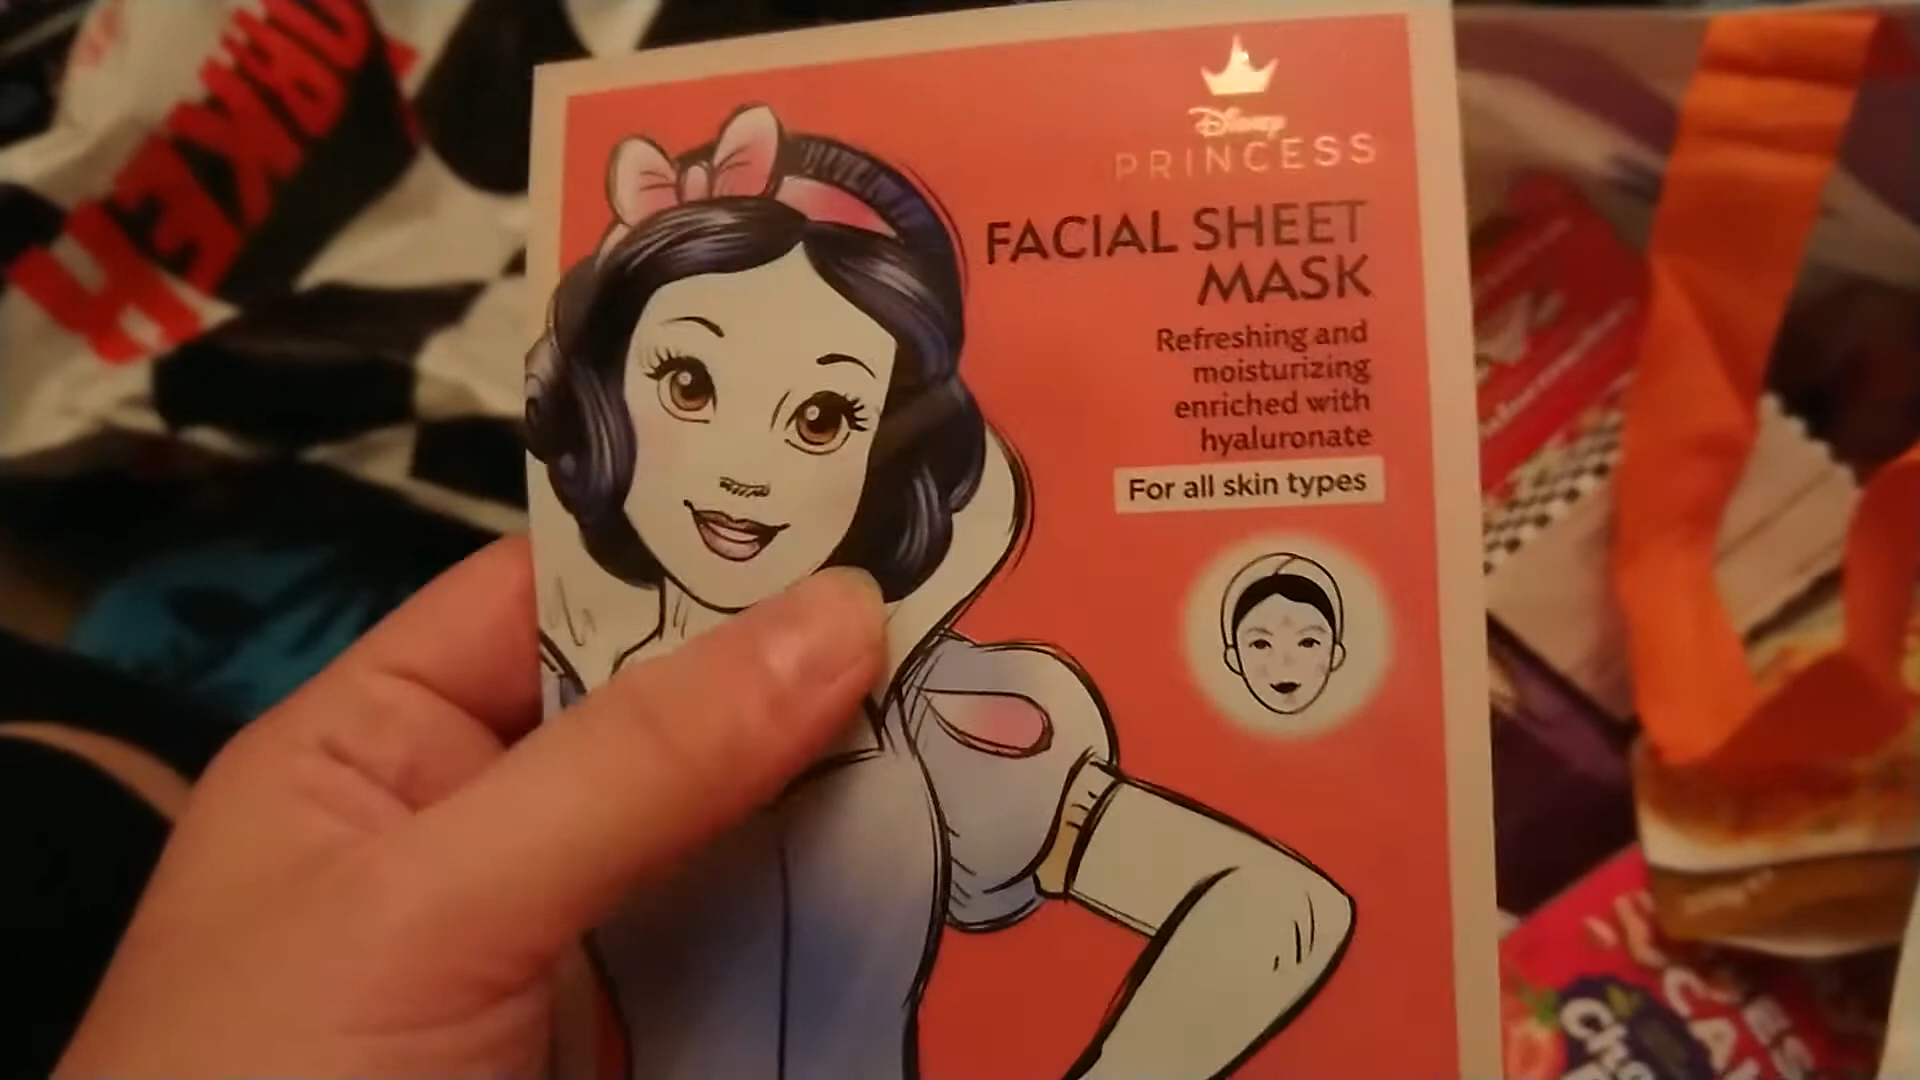 Disney
PRINCESS
FACIAL SHEET
MASK
Refreshing and
moisturizing
enriched with
hyaluronate
For all skin types